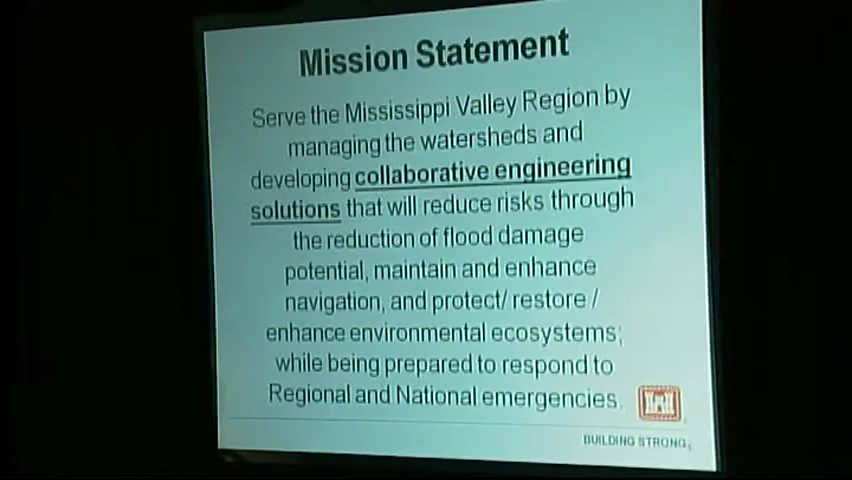 Mission Statement
Serve the Mississippi Valley Region by
managing the watersheds and
developing collaborative engineering
solutions that will reduce risks through
the reduction of flood damage
potential, maintain and enhance
navigation, and protect/ restore /
enhance environmental ecosystems;
while being prepared to respond to
Regional and National emergencies.
BUILDING STRONG®